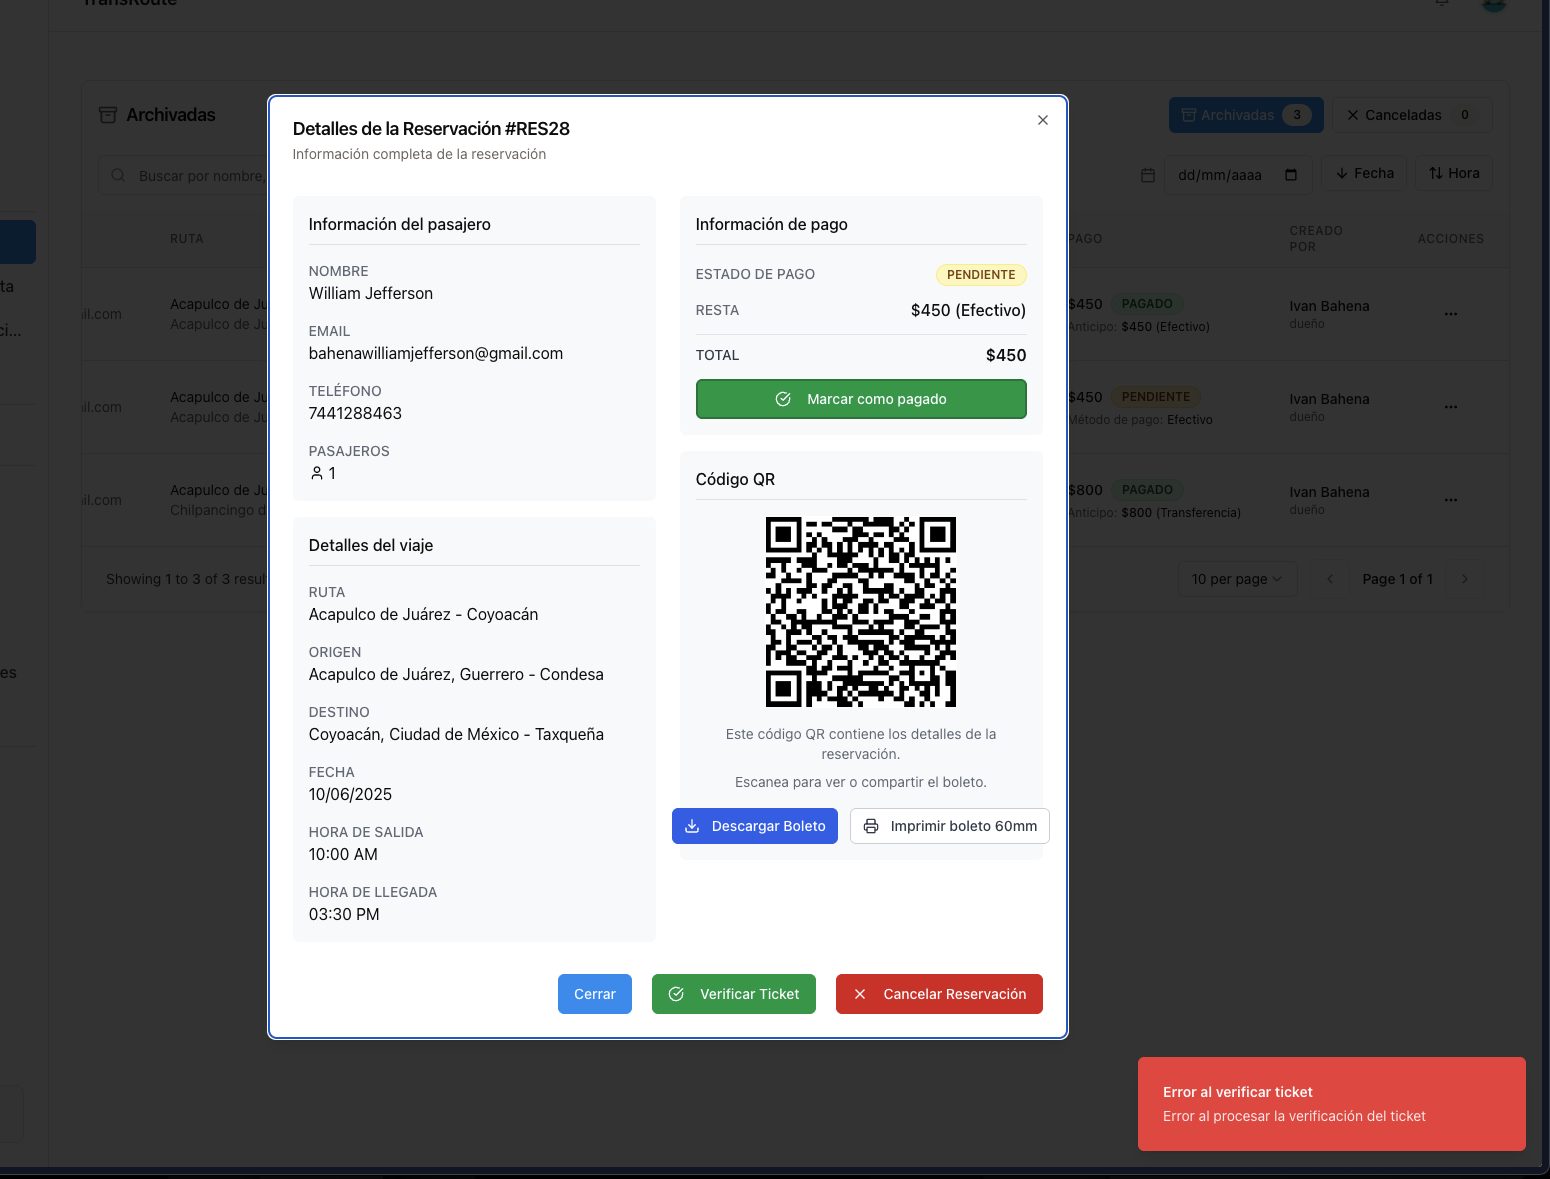 TransRoute
Archivadas
Archivadas 3
Canceladas 0
Buscar por nombre,
dd/mm/aaaa
Fecha
Hora
RUTA
PAGO
CREADO POR
ACCIONES
ta
ci...
es
il.com
Acapulco de Ju
Acapulco de Ju
$450 PAGADO
Anticipo: $450 (Efectivo)
Ivan Bahena
dueño
...
il.com
Acapulco de Ju
Acapulco de Ju
$450 PENDIENTE
Método de pago: Efectivo
Ivan Bahena
dueño
...
il.com
Acapulco de Ju
Chilpancingo d
$800 PAGADO
Anticipo: $800 (Transferencia)
Ivan Bahena
dueño
...
Showing 1 to 3 of 3 resul
10 per page
Page 1 of 1
Detalles de la Reservación #RES28
Información completa de la reservación
Información del pasajero
NOMBRE
William Jefferson
EMAIL
bahenawilliamjefferson@gmail.com
TELÉFONO
7441288463
PASAJEROS
1
Detalles del viaje
RUTA
Acapulco de Juárez - Coyoacán
ORIGEN
Acapulco de Juárez, Guerrero - Condesa
DESTINO
Coyoacán, Ciudad de México - Taxqueña
FECHA
10/06/2025
HORA DE SALIDA
10:00 AM
HORA DE LLEGADA
03:30 PM
Información de pago
ESTADO DE PAGO PENDIENTE
RESTA $450 (Efectivo)
TOTAL $450
Marcar como pagado
Código QR
Este código QR contiene los detalles de la
reservación.
Escanea para ver o compartir el boleto.
Descargar Boleto
Imprimir boleto 60mm
Cerrar
Verificar Ticket
Cancelar Reservación
Error al verificar ticket
Error al procesar la verificación del ticket